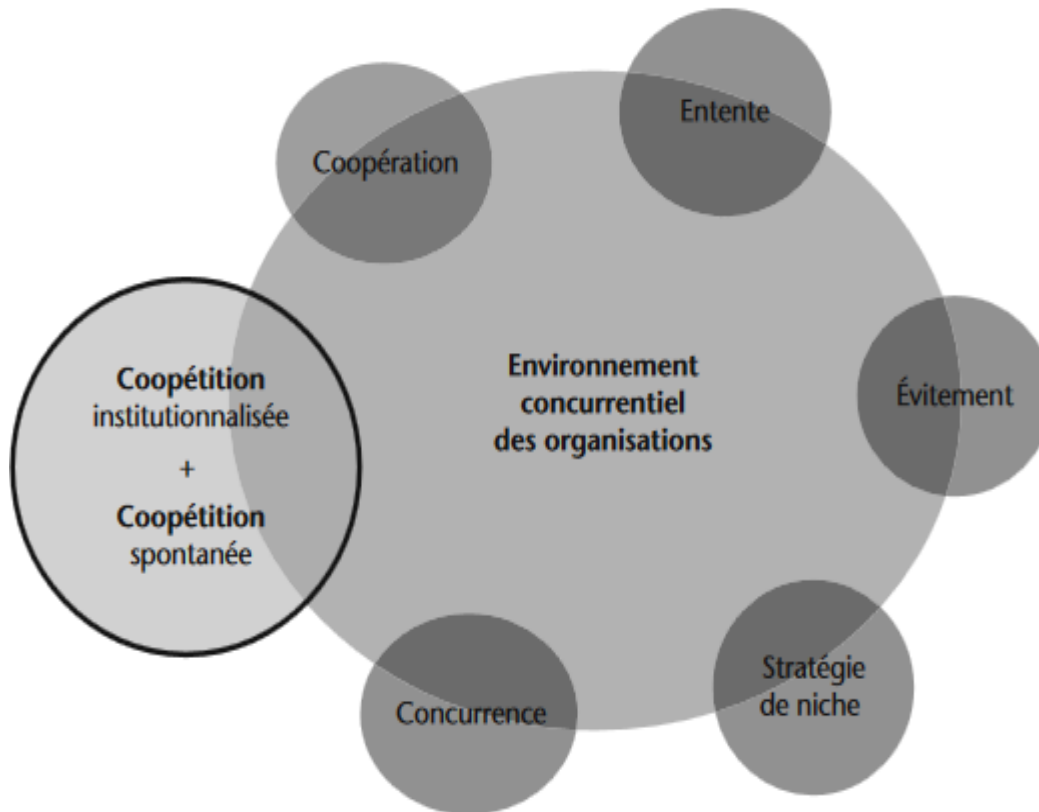 Entente
Coopération
Environnement
concurrentiel
des organisations
Coopétition
institutionnalisée
+
Coopétition
spontanée
Évitement
Stratégie
de niche
Concurrence